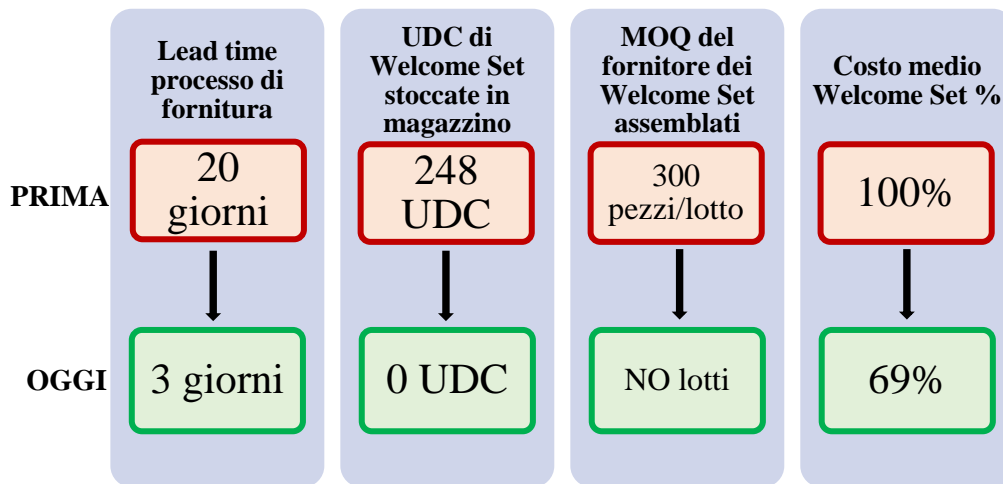 Lead time
processo di
fornitura
UDC di
Welcome Set
stoccate in
magazzino
MOQ del
fornitore dei
Welcome Set
assemblati
Costo medio
Welcome Set %
PRIMA
20
giorni
248
UDC
300
pezzi/lotto
100%
OGGI
3 giorni
0 UDC
NO lotti
69%